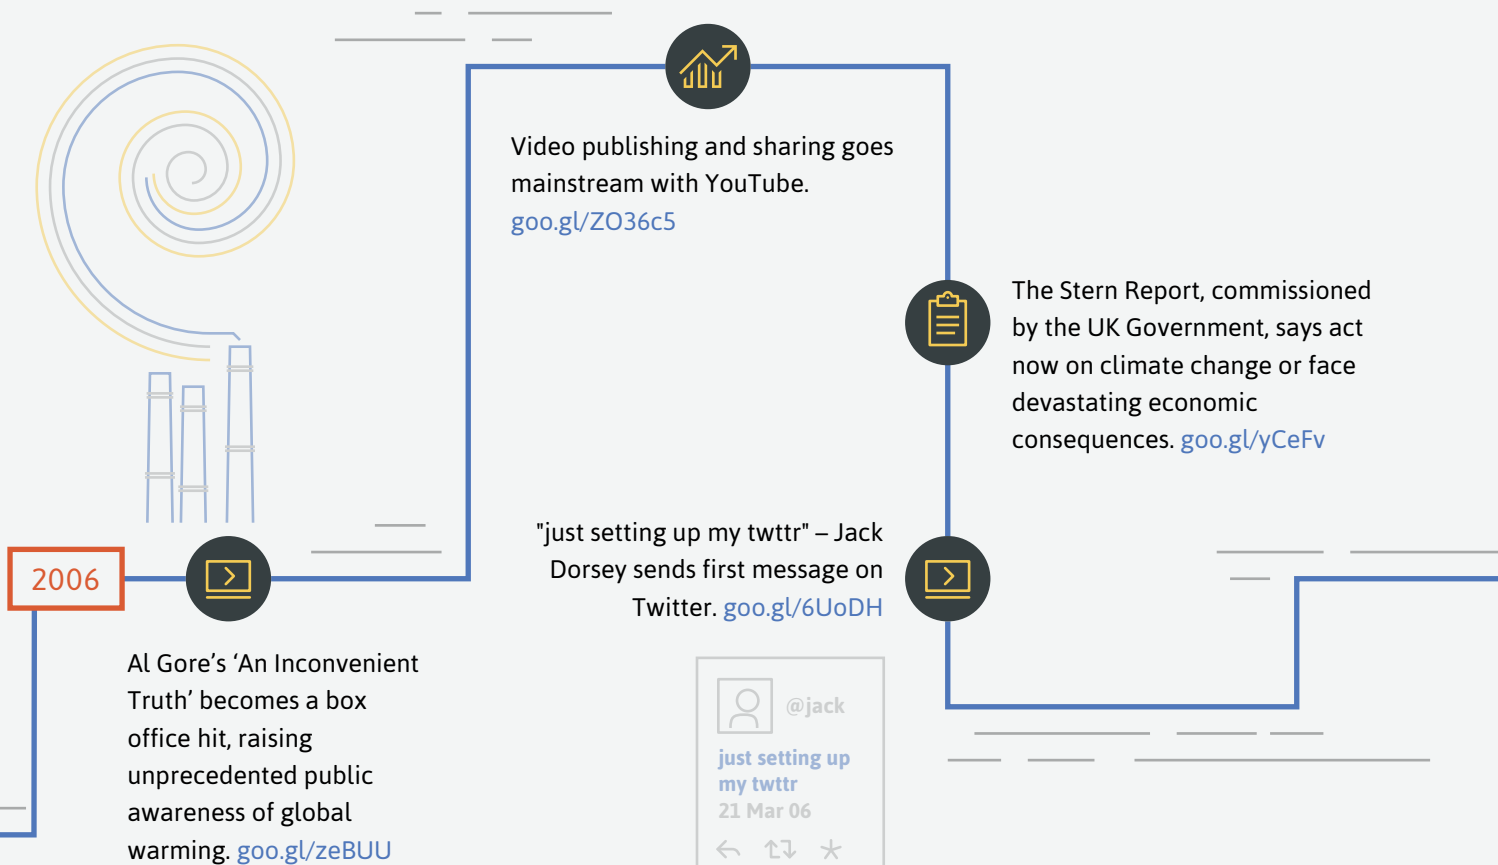 2006
Al Gore’s ‘An Inconvenient
Truth’ becomes a box
office hit, raising
unprecedented public
awareness of global
warming. goo.gl/zeBUU
Video publishing and sharing goes
mainstream with YouTube.
goo.gl/ZO36c5
The Stern Report, commissioned
by the UK Government, says act
now on climate change or face
devastating economic
consequences. goo.gl/yCeFv
"just setting up my twttr" – Jack
Dorsey sends first message on
Twitter. goo.gl/6UoDH
@jack
just setting up
my twttr
21 Mar 06